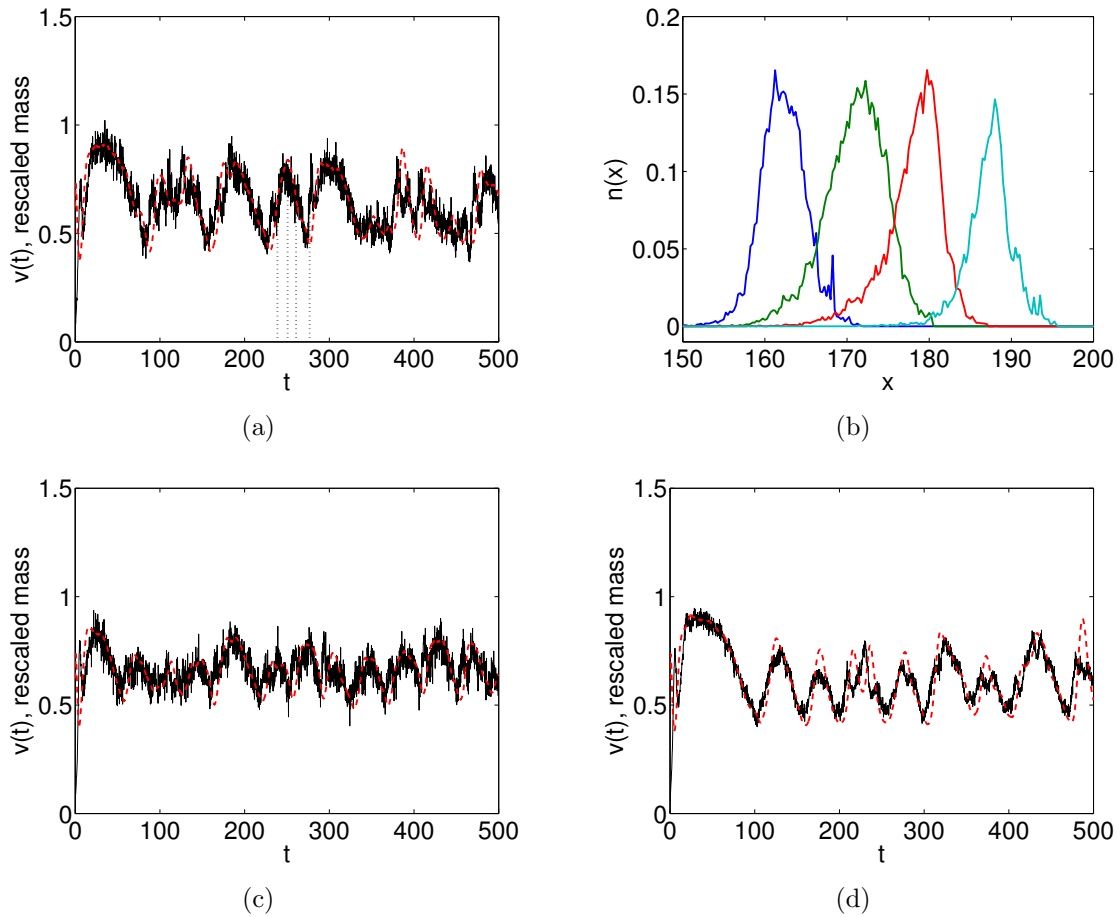 1.5
1
0.5
0
v(t), rescaled mass
0 100 200 300 400 500
t
(a)
0.2
0.15
0.1
0.05
0
n(x)
150 160 170 180 190 200
x
(b)
1.5
1
0.5
0
v(t), rescaled mass
0 100 200 300 400 500
t
(c)
1.5
1
0.5
0
v(t), rescaled mass
0 100 200 300 400 500
t
(d)